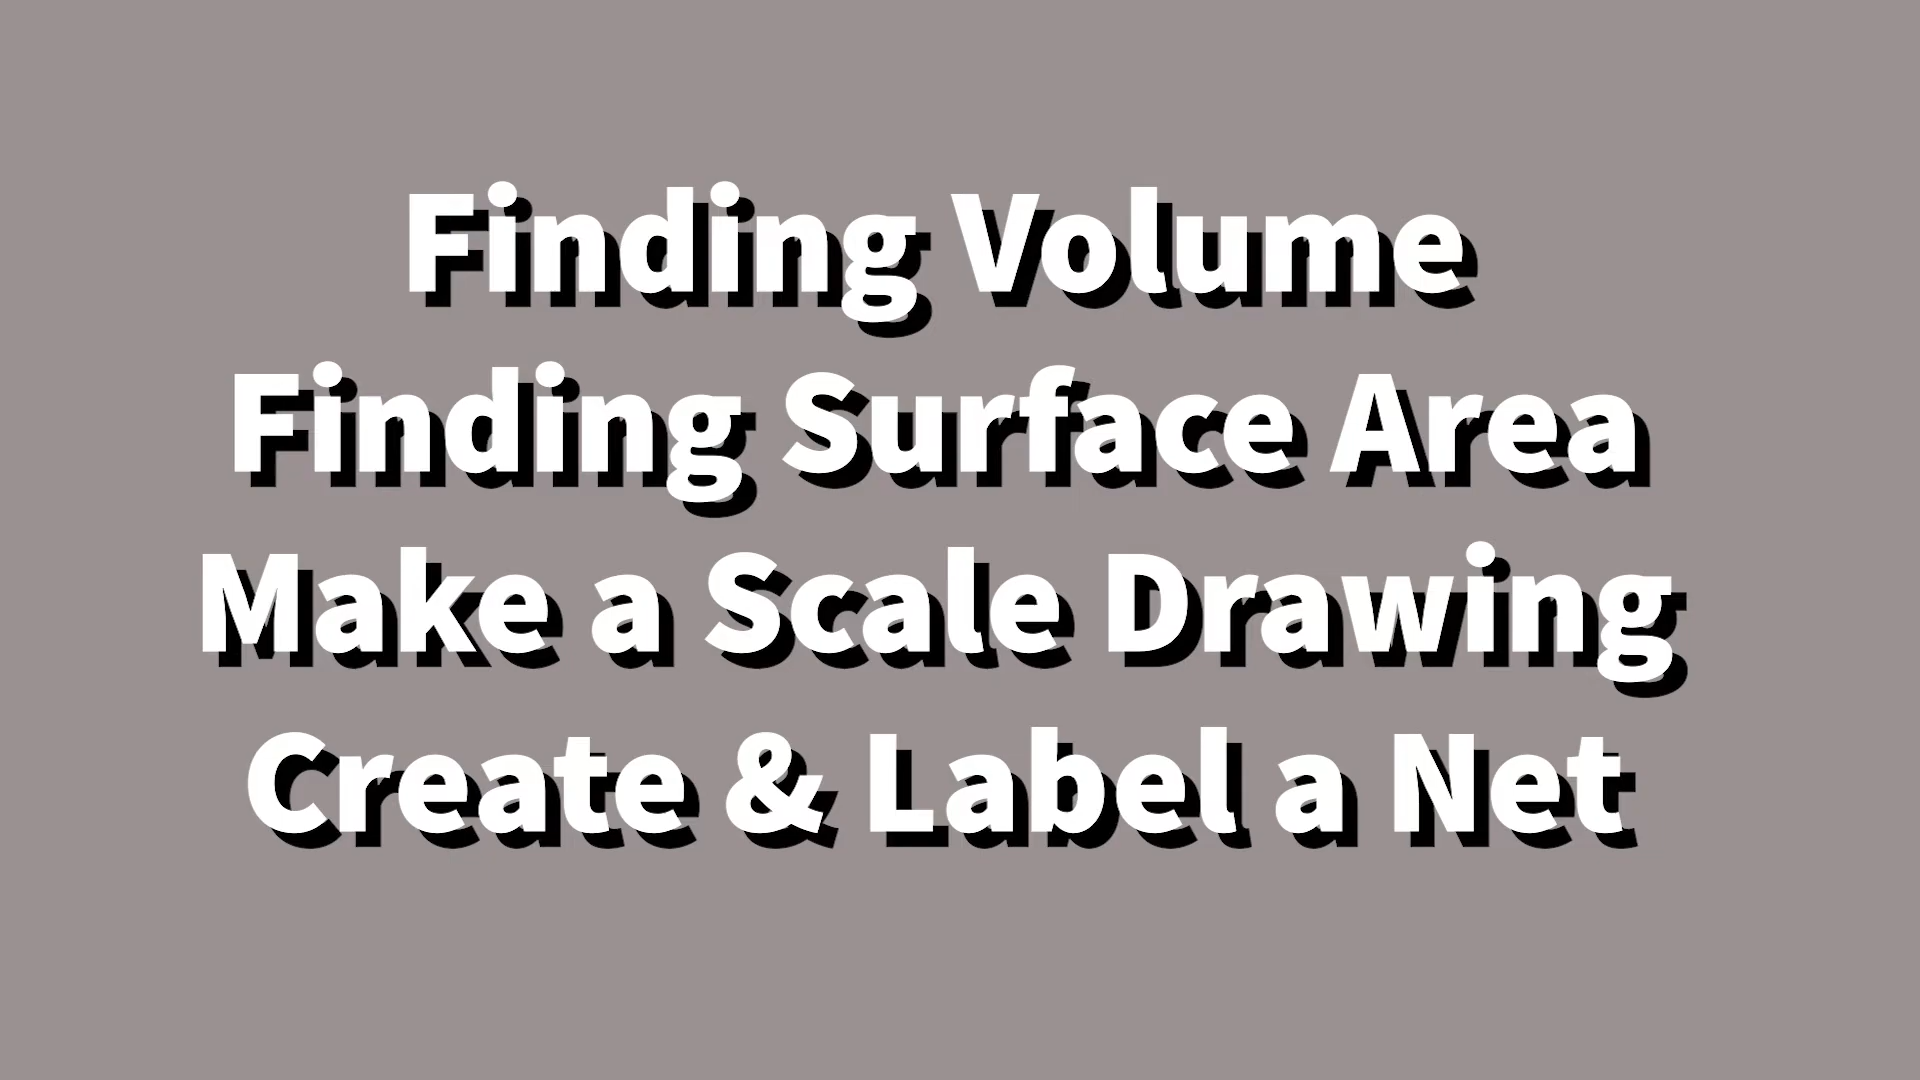 Finding Volume
Finding Surface Area
Make a Scale Drawing
Create & Label a Net